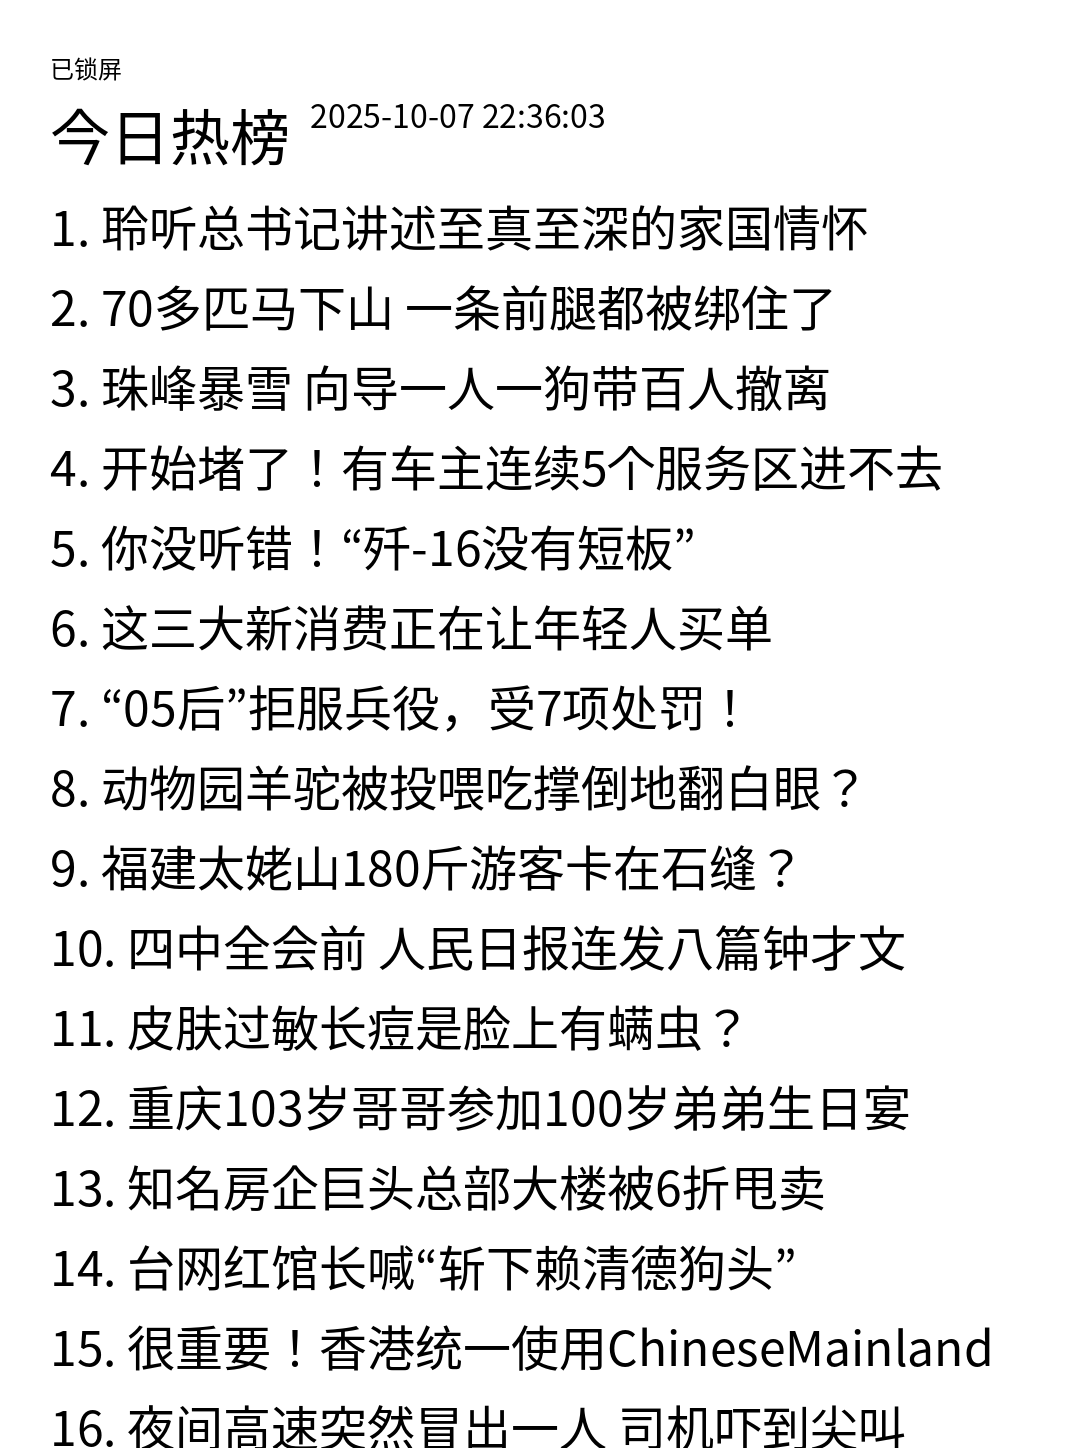 已锁屏
今日热榜 2025-10-07 22:36:03
1. 聆听总书记讲述至真至深的家国情怀
2. 70多匹马下山 一条前腿都被绑住了
3. 珠峰暴雪 向导一人一狗带百人撤离
4. 开始堵了！有车主连续5个服务区进不去
5. 你没听错！“歼-16没有短板”
6. 这三大新消费正在让年轻人买单
7. “05后”拒服兵役，受7项处罚！
8. 动物园羊驼被投喂吃撑倒地翻白眼？
9. 福建太姥山180斤游客卡在石缝？
10. 四中全会前 人民日报连发八篇钟才文
11. 皮肤过敏长痘是脸上有螨虫？
12. 重庆103岁哥哥参加100岁弟弟生日宴
13. 知名房企巨头总部大楼被6折甩卖
14. 台网红馆长喊“斩下赖清德狗头”
15. 很重要！香港统一使用ChineseMainland
16. 夜间高速突然冒出一人 司机吓到尖叫